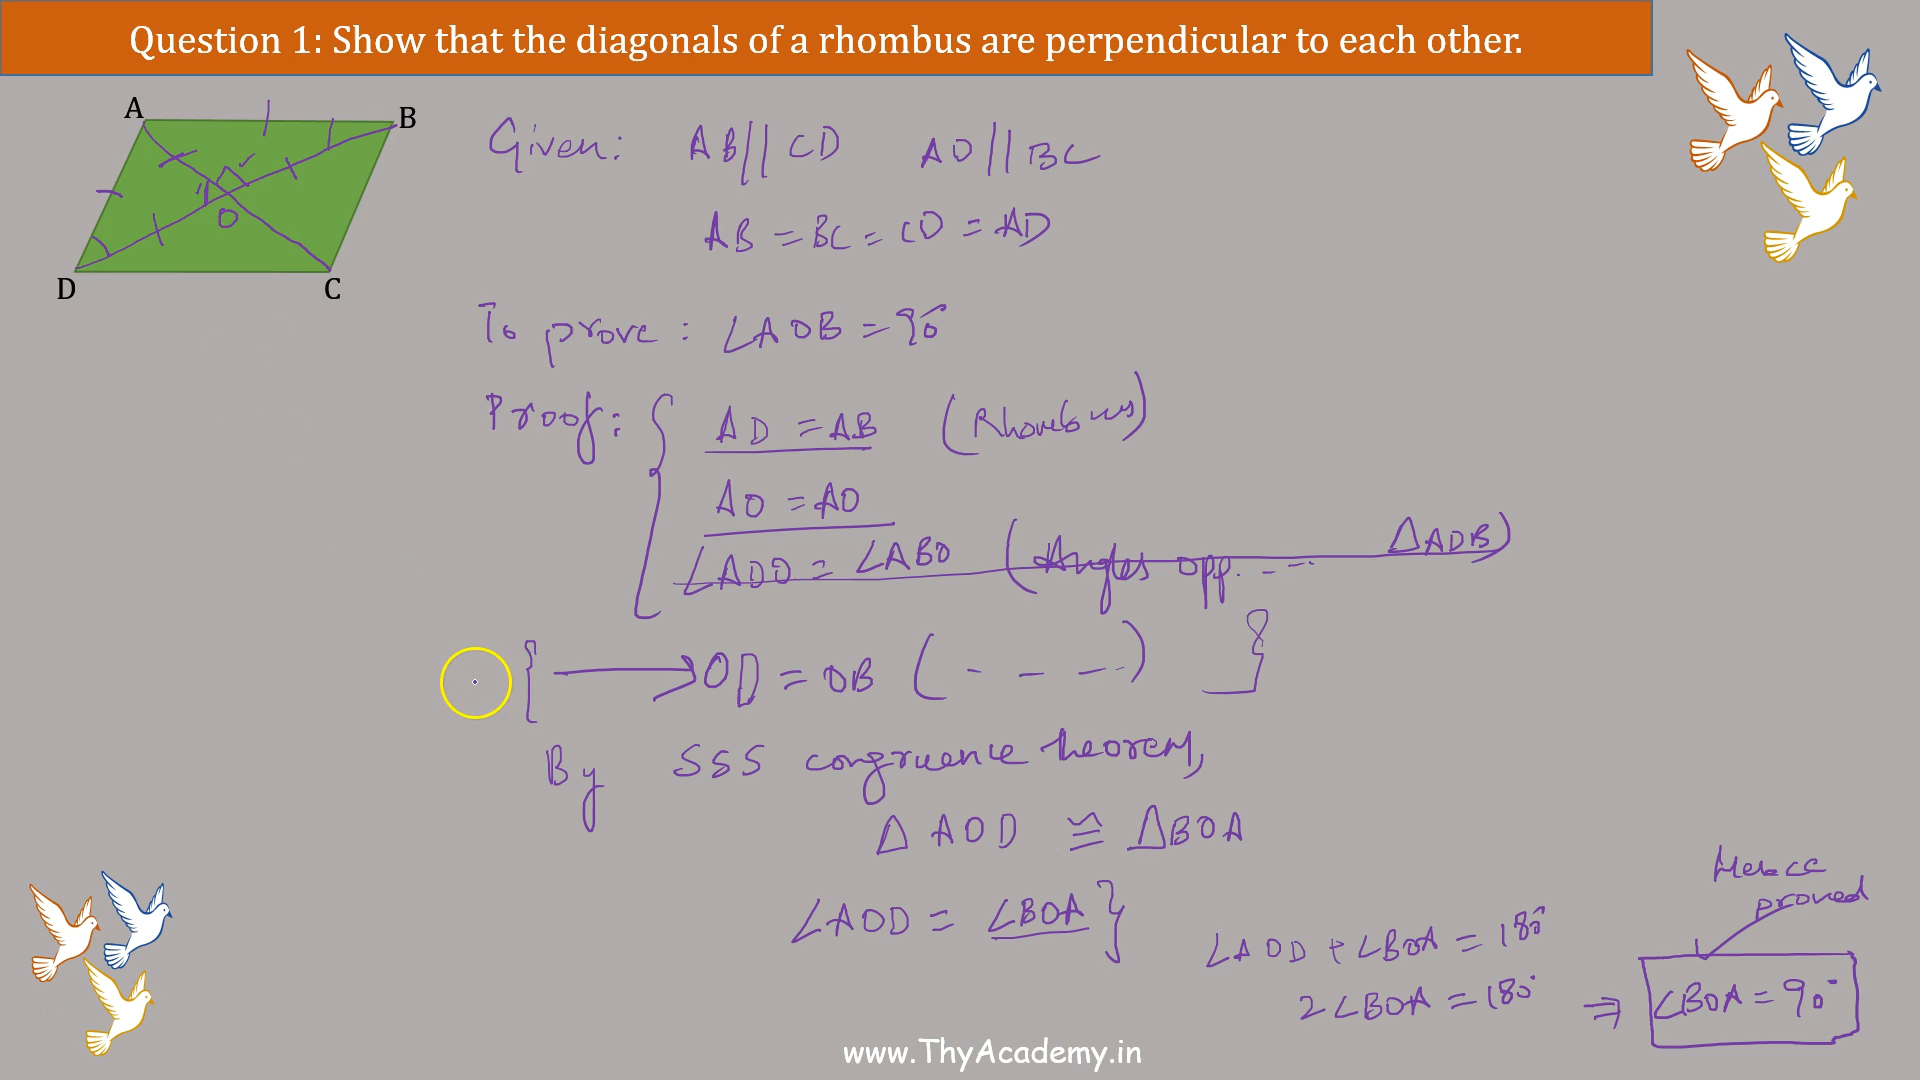 Question 1: Show that the diagonals of a rhombus are perpendicular to each other.
A
B
O
D
C
Given: AB || CD AD || BC
AB = BC = CD = AD
To prove: ∠AOB = 90°
Proof: { AD = AB (Rhombus)
AO = AO
∠ADO = ∠ABO (Angles opp. - -·· ΔADB)
{ → OD = OB (- - -··) }
By SSS congruence theorem,
Δ AOD ≅ ΔBOA
∠AOD = ∠BOA }
∠AOD + ∠BOA = 180°
2∠BOA = 180° ⇒ ∠BOA = 90°
Hence proved
www.ThyAcademy.in